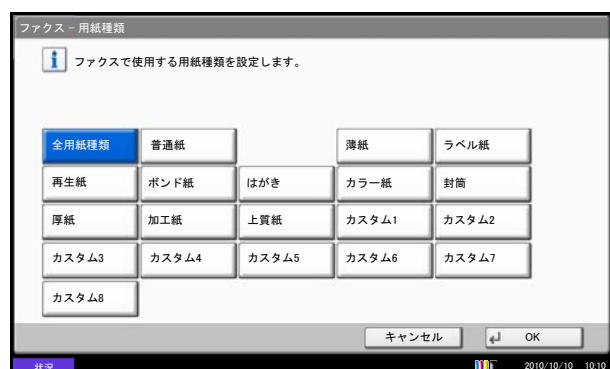 ファクス - 用紙種類
ファクスで使用する用紙種類を設定します。
全用紙種類 普通紙 薄紙 ラベル紙
再生紙 ボンド紙 はがき カラー紙 封筒
厚紙 加工紙 上質紙 カスタム1 カスタム2
カスタム3 カスタム4 カスタム5 カスタム6 カスタム7
カスタム8
キャンセル OK
状況 2010/10/10 10:10